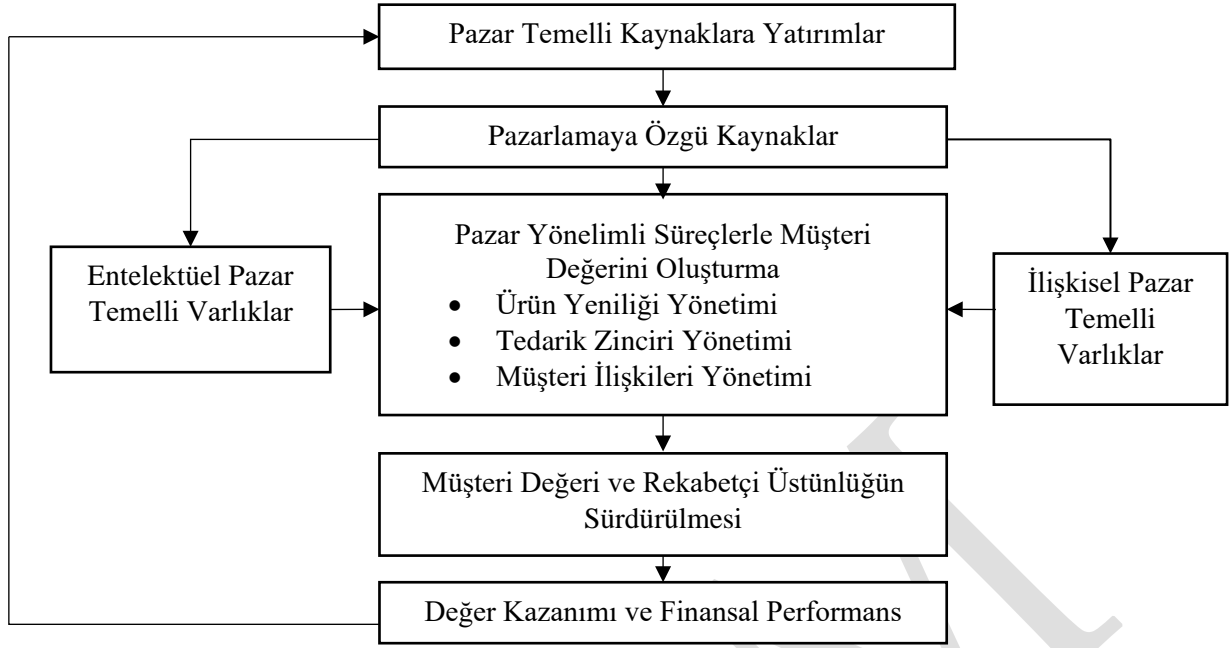 Pazar Temelli Kaynaklara Yatırımlar
Pazarlamaya Özgü Kaynaklar
Entelektüel Pazar
Temelli Varlıklar
Pazar Yönelimli Süreçlerle Müşteri
Değerini Oluşturma
• Ürün Yeniliği Yönetimi
• Tedarik Zinciri Yönetimi
• Müşteri İlişkileri Yönetimi
İlişkisel Pazar
Temelli
Varlıklar
Müşteri Değeri ve Rekabetçi Üstünlüğün
Sürdürülmesi
Değer Kazanımı ve Finansal Performans